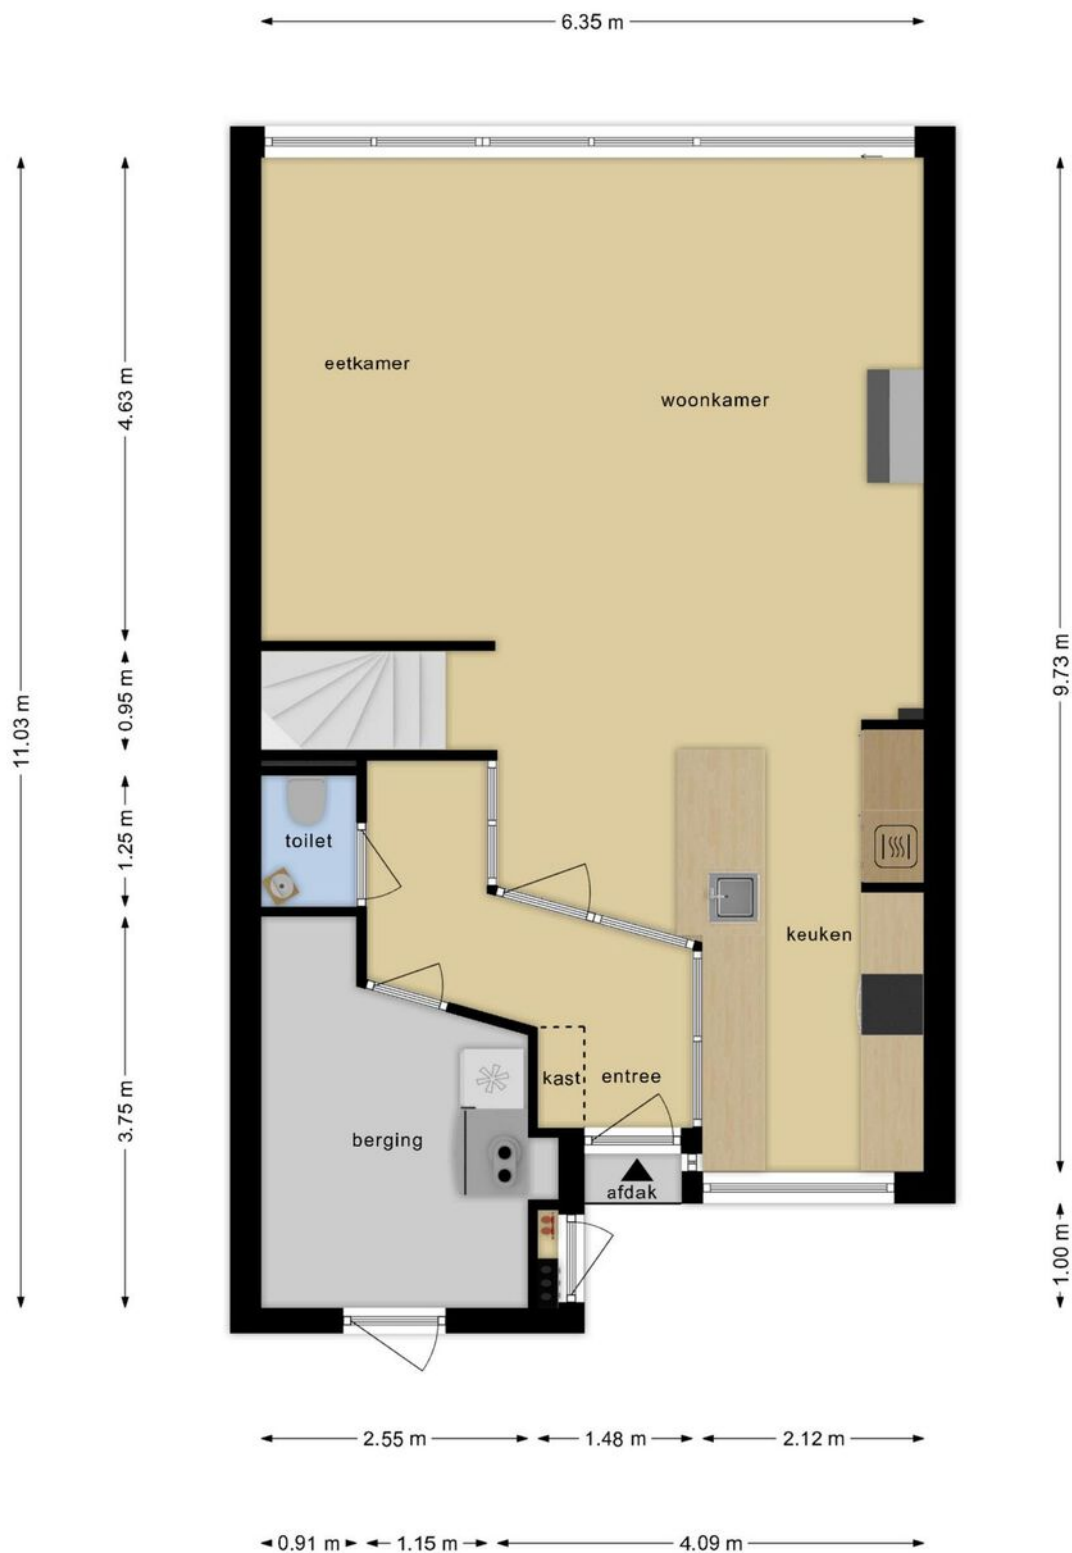 6.35 m
eetkamer
woonkamer
4.63 m
11.03 m
9.73 m
0.95 m
1.25 m
toilet
keuken
kast
entree
3.75 m
berging
afdak
1.00 m
2.55 m
1.48 m
2.12 m
0.91 m
1.15 m
4.09 m